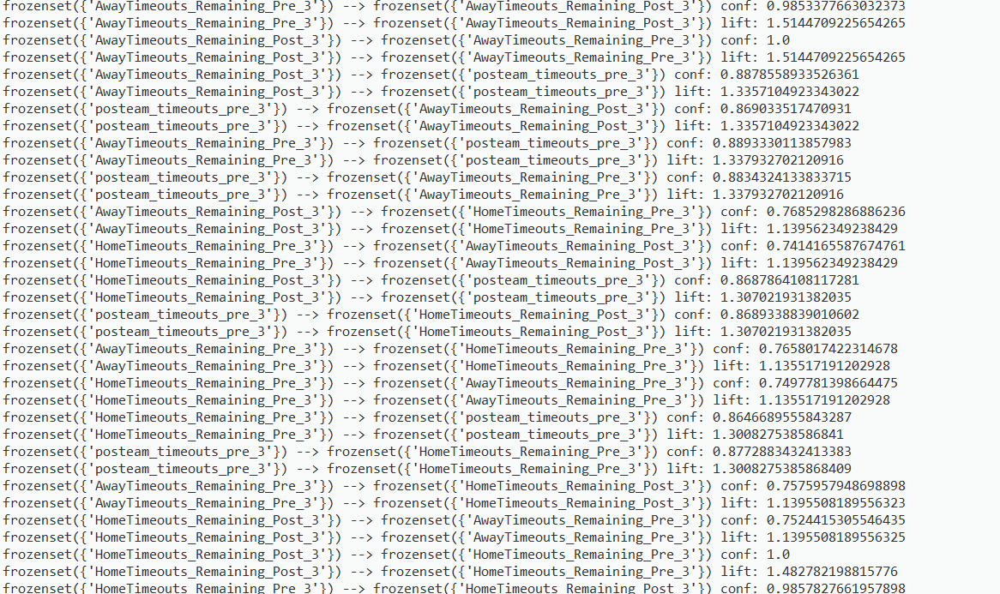 frozenset({'AwayTimeouts_Remaining_Pre_3'}) --> frozenset({'AwayTimeouts_Remaining_Post_3'}) conf: 0.9853377663032373
frozenset({'AwayTimeouts_Remaining_Pre_3'}) --> frozenset({'AwayTimeouts_Remaining_Post_3'}) lift: 1.5144709225654265
frozenset({'AwayTimeouts_Remaining_Post_3'}) --> frozenset({'AwayTimeouts_Remaining_Pre_3'}) conf: 1.0
frozenset({'AwayTimeouts_Remaining_Post_3'}) --> frozenset({'AwayTimeouts_Remaining_Pre_3'}) lift: 1.5144709225654265
frozenset({'AwayTimeouts_Remaining_Post_3'}) --> frozenset({'posteam_timeouts_pre_3'}) conf: 0.8878558933526361
frozenset({'AwayTimeouts_Remaining_Post_3'}) --> frozenset({'posteam_timeouts_pre_3'}) lift: 1.3357104923343022
frozenset({'posteam_timeouts_pre_3'}) --> frozenset({'AwayTimeouts_Remaining_Post_3'}) conf: 0.869033517470931
frozenset({'posteam_timeouts_pre_3'}) --> frozenset({'AwayTimeouts_Remaining_Post_3'}) lift: 1.3357104923343022
frozenset({'AwayTimeouts_Remaining_Pre_3'}) --> frozenset({'posteam_timeouts_pre_3'}) conf: 0.8893330113857983
frozenset({'AwayTimeouts_Remaining_Pre_3'}) --> frozenset({'posteam_timeouts_pre_3'}) lift: 1.337932702120916
frozenset({'posteam_timeouts_pre_3'}) --> frozenset({'AwayTimeouts_Remaining_Pre_3'}) conf: 0.8834324133833715
frozenset({'posteam_timeouts_pre_3'}) --> frozenset({'AwayTimeouts_Remaining_Pre_3'}) lift: 1.337932702120916
frozenset({'AwayTimeouts_Remaining_Post_3'}) --> frozenset({'HomeTimeouts_Remaining_Pre_3'}) conf: 0.7685298286886236
frozenset({'AwayTimeouts_Remaining_Post_3'}) --> frozenset({'HomeTimeouts_Remaining_Pre_3'}) lift: 1.139562349238429
frozenset({'HomeTimeouts_Remaining_Pre_3'}) --> frozenset({'AwayTimeouts_Remaining_Post_3'}) conf: 0.7414165587674761
frozenset({'HomeTimeouts_Remaining_Pre_3'}) --> frozenset({'AwayTimeouts_Remaining_Post_3'}) lift: 1.139562349238429
frozenset({'HomeTimeouts_Remaining_Post_3'}) --> frozenset({'posteam_timeouts_pre_3'}) conf: 0.8687864108117281
frozenset({'HomeTimeouts_Remaining_Post_3'}) --> frozenset({'posteam_timeouts_pre_3'}) lift: 1.307021931382035
frozenset({'posteam_timeouts_pre_3'}) --> frozenset({'HomeTimeouts_Remaining_Post_3'}) conf: 0.8689338839010602
frozenset({'posteam_timeouts_pre_3'}) --> frozenset({'HomeTimeouts_Remaining_Post_3'}) lift: 1.307021931382035
frozenset({'AwayTimeouts_Remaining_Pre_3'}) --> frozenset({'HomeTimeouts_Remaining_Pre_3'}) conf: 0.7658017422314678
frozenset({'AwayTimeouts_Remaining_Pre_3'}) --> frozenset({'HomeTimeouts_Remaining_Pre_3'}) lift: 1.135517191202928
frozenset({'HomeTimeouts_Remaining_Pre_3'}) --> frozenset({'AwayTimeouts_Remaining_Pre_3'}) conf: 0.7497781398664475
frozenset({'HomeTimeouts_Remaining_Pre_3'}) --> frozenset({'AwayTimeouts_Remaining_Pre_3'}) lift: 1.135517191202928
frozenset({'HomeTimeouts_Remaining_Pre_3'}) --> frozenset({'posteam_timeouts_pre_3'}) conf: 0.8646689555843287
frozenset({'HomeTimeouts_Remaining_Pre_3'}) --> frozenset({'posteam_timeouts_pre_3'}) lift: 1.300827538586841
frozenset({'posteam_timeouts_pre_3'}) --> frozenset({'HomeTimeouts_Remaining_Pre_3'}) conf: 0.8772883432413383
frozenset({'posteam_timeouts_pre_3'}) --> frozenset({'HomeTimeouts_Remaining_Pre_3'}) lift: 1.3008275385868409
frozenset({'AwayTimeouts_Remaining_Pre_3'}) --> frozenset({'HomeTimeouts_Remaining_Post_3'}) conf: 0.7575957948698898
frozenset({'AwayTimeouts_Remaining_Pre_3'}) --> frozenset({'HomeTimeouts_Remaining_Post_3'}) lift: 1.1395508189556323
frozenset({'HomeTimeouts_Remaining_Post_3'}) --> frozenset({'AwayTimeouts_Remaining_Pre_3'}) conf: 0.7524415305546435
frozenset({'HomeTimeouts_Remaining_Post_3'}) --> frozenset({'AwayTimeouts_Remaining_Pre_3'}) lift: 1.1395508189556325
frozenset({'HomeTimeouts_Remaining_Post_3'}) --> frozenset({'HomeTimeouts_Remaining_Pre_3'}) conf: 1.0
frozenset({'HomeTimeouts_Remaining_Post_3'}) --> frozenset({'HomeTimeouts_Remaining_Pre_3'}) lift: 1.482782198815776
frozenset({'HomeTimeouts_Remaining_Pre_3'}) --> frozenset({'HomeTimeouts_Remaining_Post_3'}) conf: 0.9857827661957898